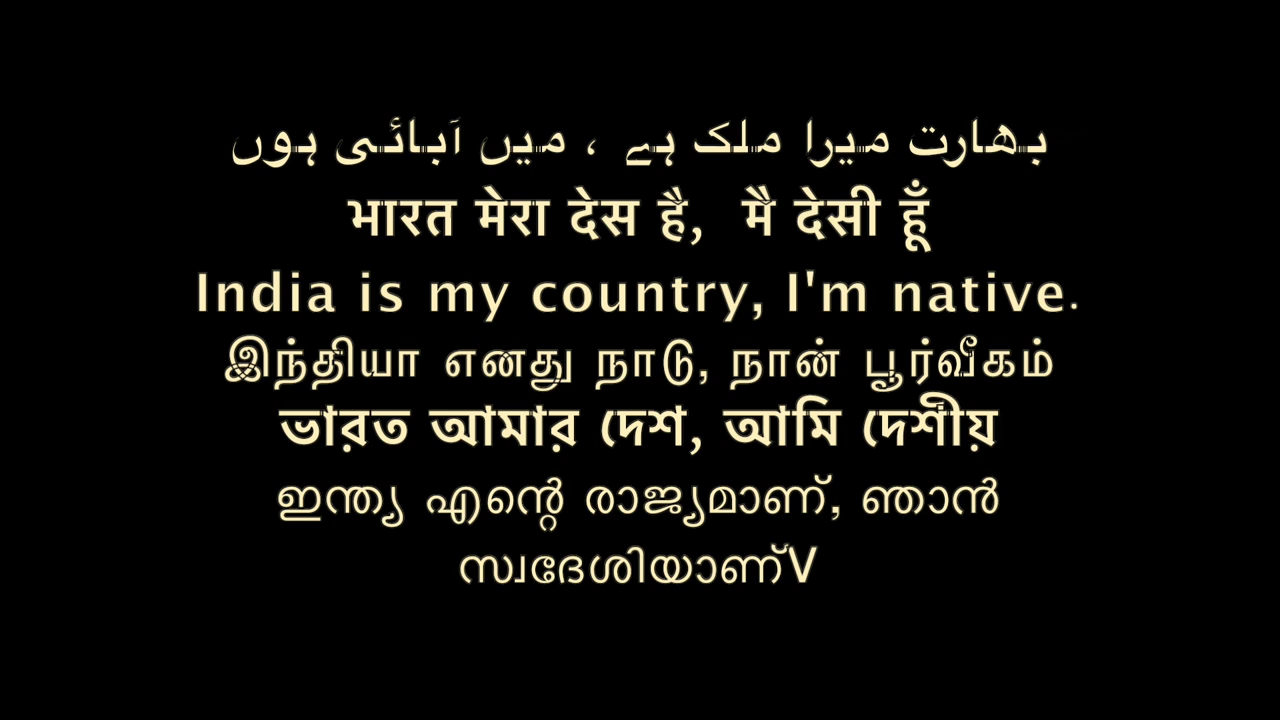 بھارت میرا ملک ہے ، میں آبائی ہوں
भारत मेरा देस है, मै देसी हूँ
India is my country, I'm native.
இந்தியா எனது நாடு, நான் பூர்வீகம்
ভারত আমার দেশ, আমি দেশীয়
ഇന്ത്യ എന്റെ രാജ്യമാണ്, ഞാൻ
സ്വദേശിയാണ്V